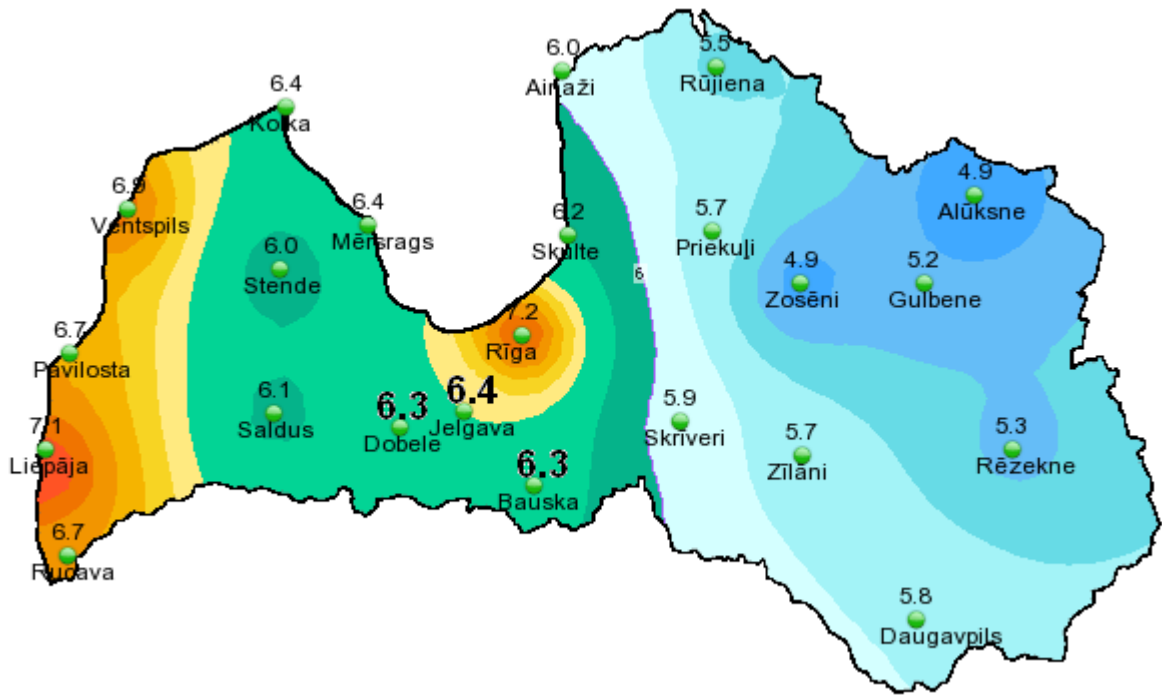 6.0
Ainaži
5.5
Rūjiena
6.4
Kolka
4.9
Alūksne
6.9
Ventspils
6.4
Mērsrags
6.2
Skulte
5.7
Priekuļi
6.0
Stende
6
4.9
Zosēni
5.2
Gulbene
7.2
Rīga
6.7
Pāvilosta
6.1
Saldus
6.3
Dobele
6.4
Jelgava
5.9
Skrīveri
7.1
Liepāja
5.7
Zīlāni
5.3
Rēzekne
6.3
Bauska
6.7
Rucava
5.8
Daugavpils